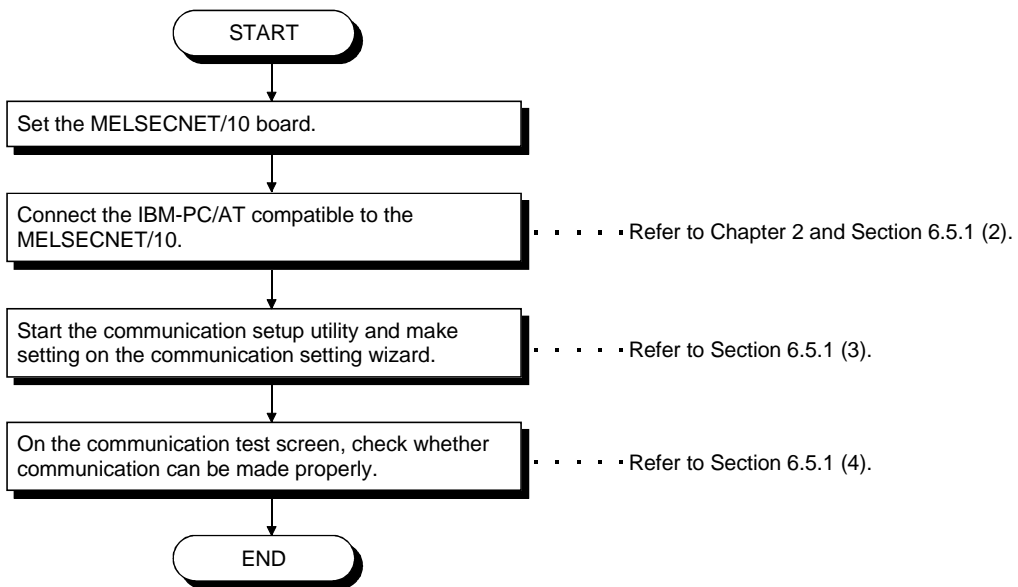 START
Set the MELSECNET/10 board.
Connect the IBM-PC/AT compatible to the
MELSECNET/10.
Refer to Chapter 2 and Section 6.5.1 (2).
Start the communication setup utility and make
setting on the communication setting wizard.
Refer to Section 6.5.1 (3).
On the communication test screen, check whether
communication can be made properly.
Refer to Section 6.5.1 (4).
END